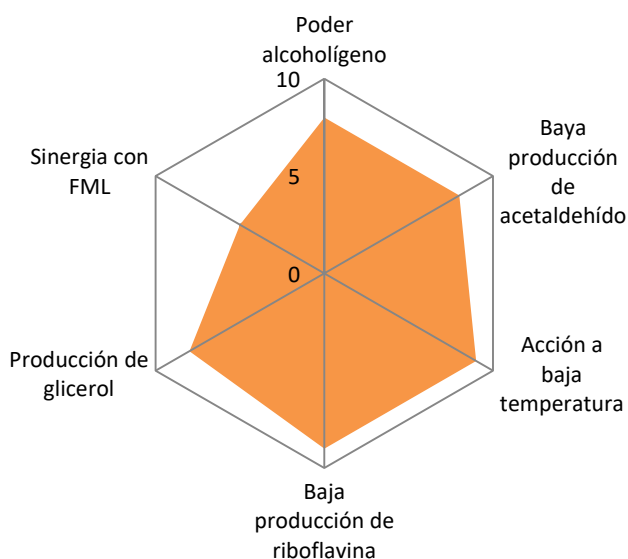 Poder
alcoholígeno
10
Baya
producción
de
acetaldehído
Sinergia con
FML
5
0
Acción a
baja
temperatura
Producción de
glicerol
Baja
producción de
riboflavina